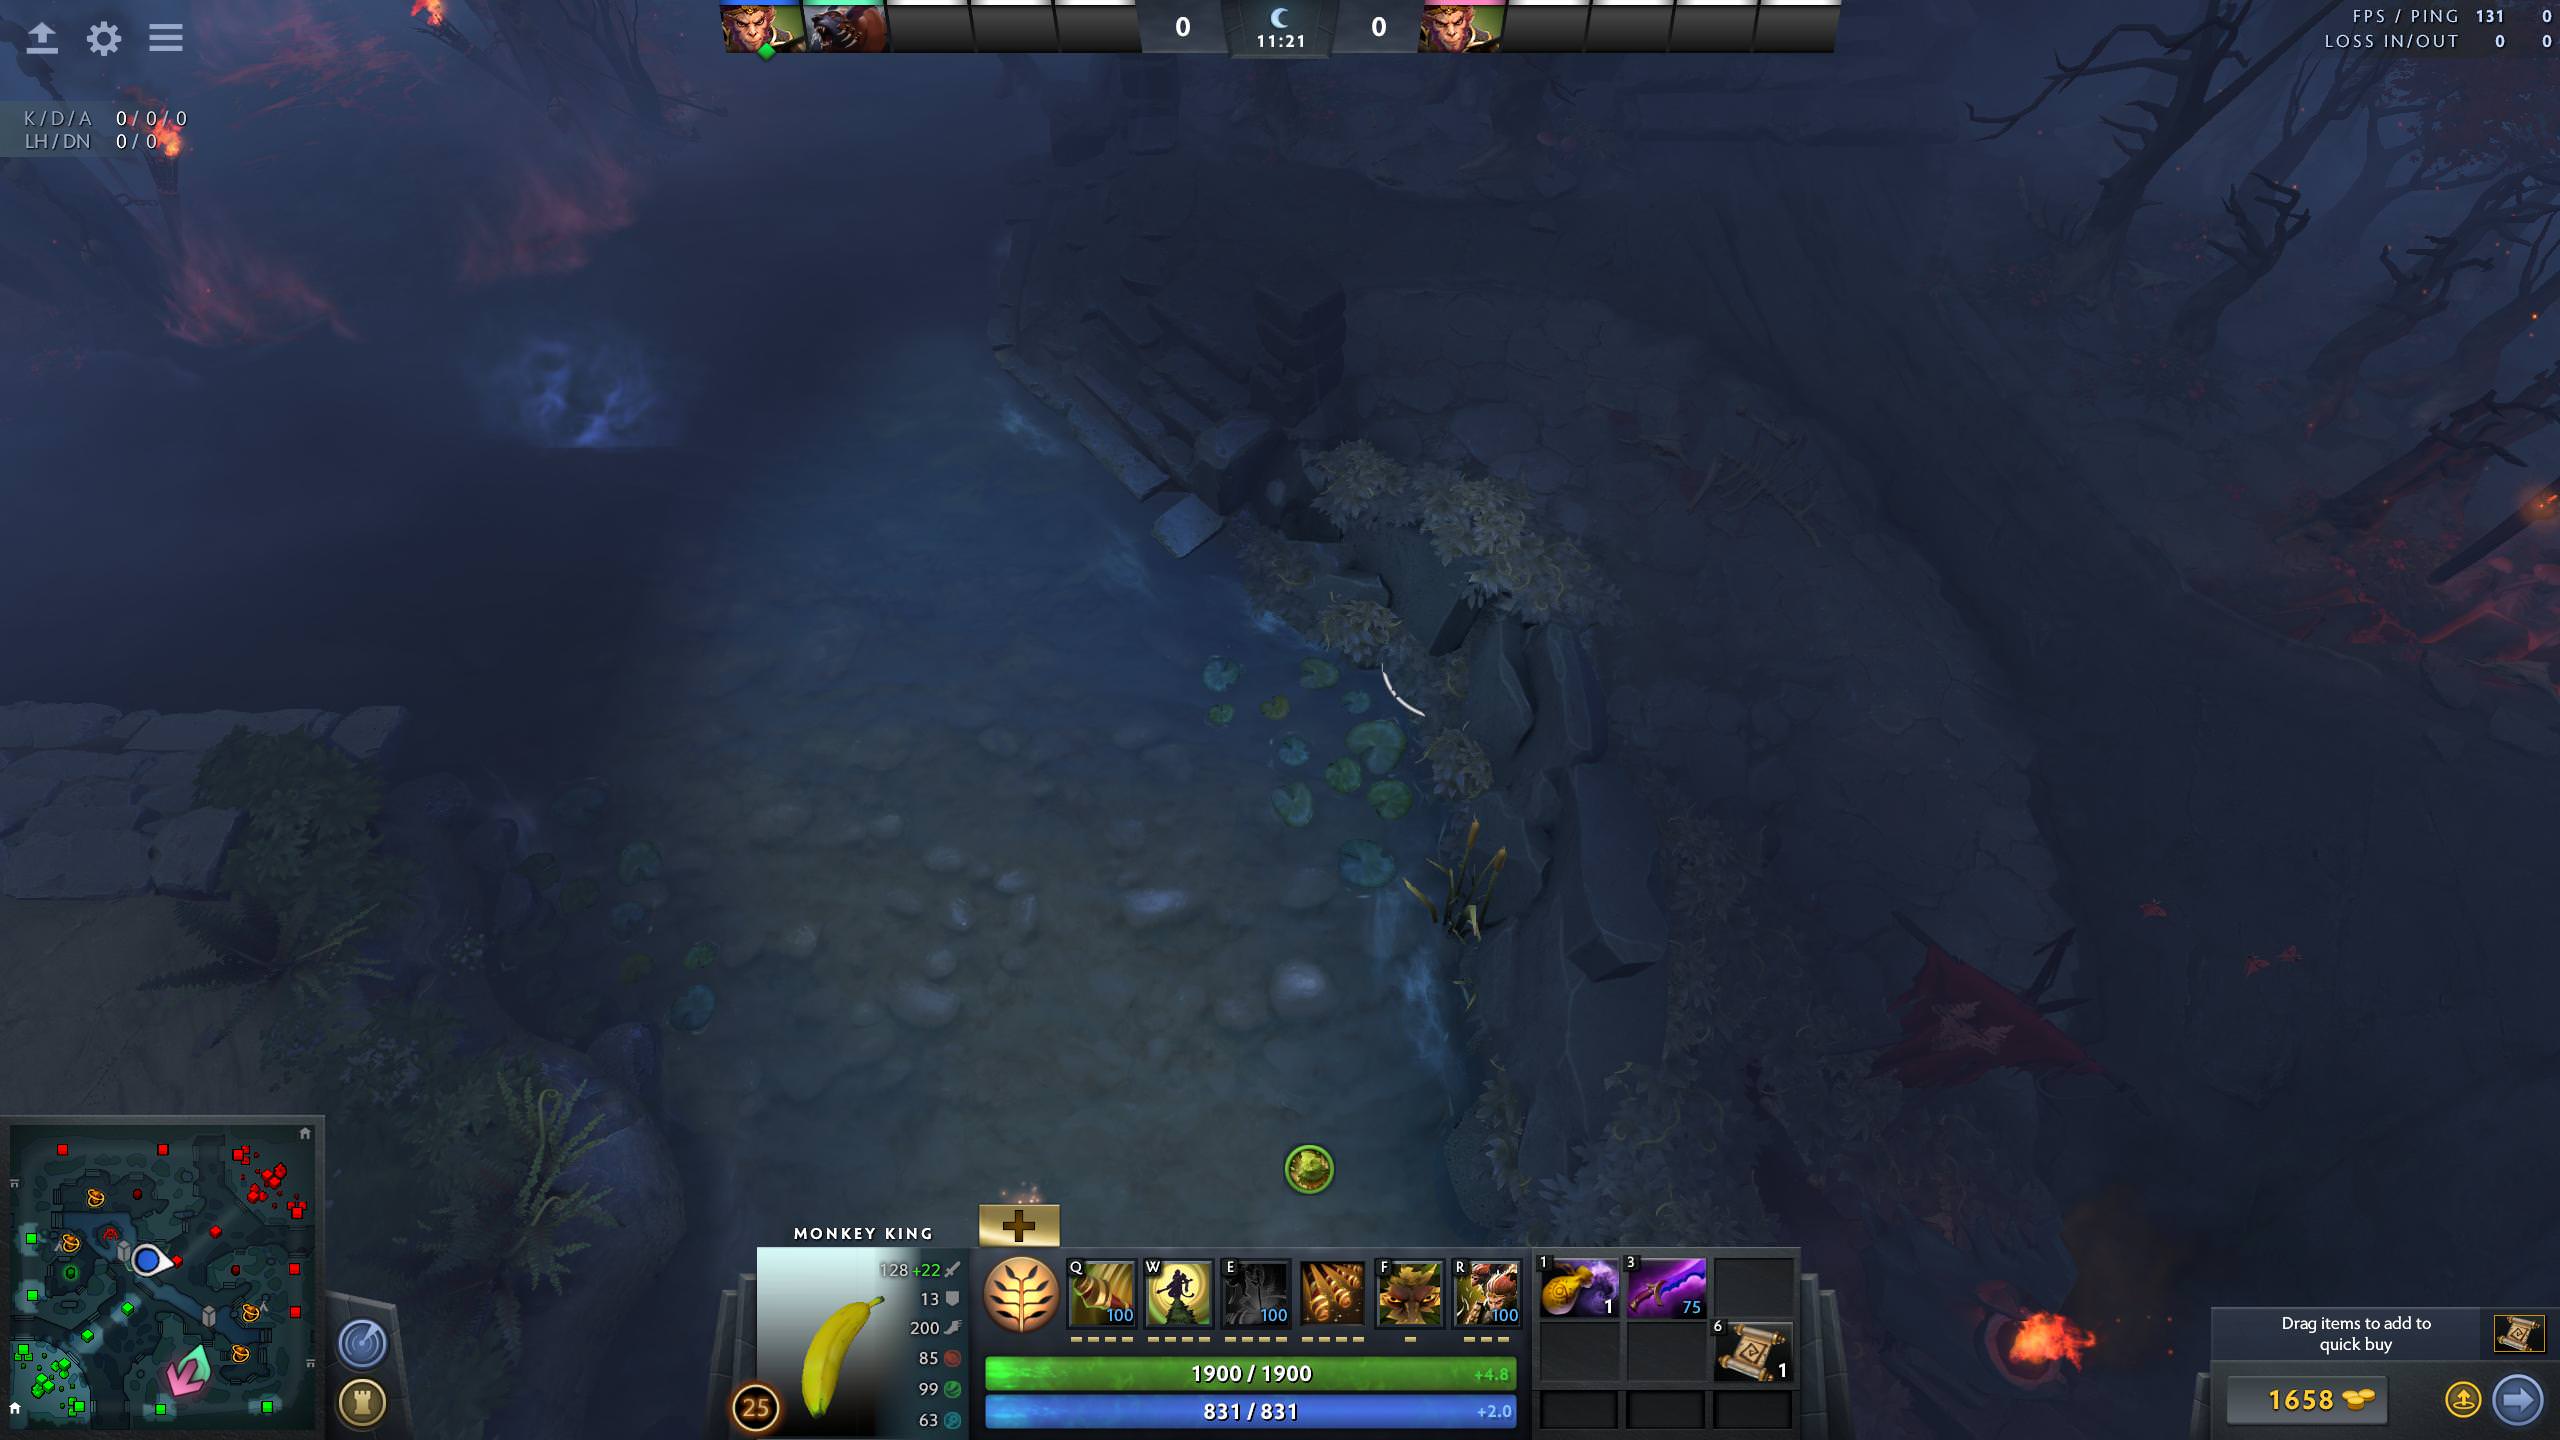 FPS / PING 131 0
LOSS IN/OUT 0 0
0
11:21
0
K / D / A 0 / 0 / 0
LH / DN 0 / 0
MONKEY KING
128 +22
13
200
85
99
63
25
Q 100
W
E 100
F
R 100
1900 / 1900 +4.8
831 / 831 +2.0
1 1
3 75
6 1
Drag items to add to
quick buy
1658